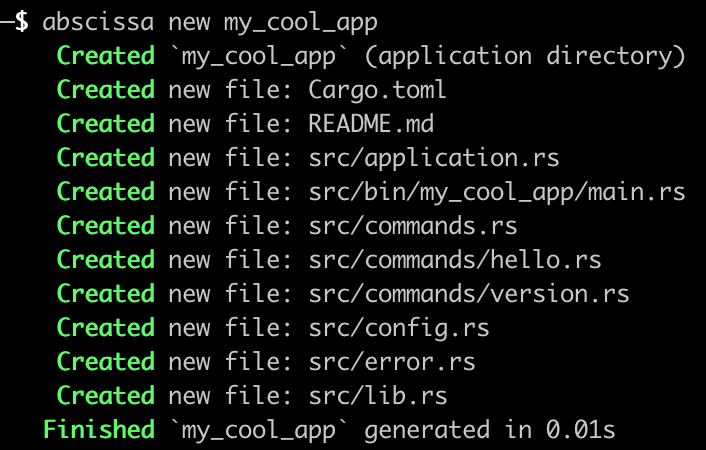 ~$ abscissa new my_cool_app
Created `my_cool_app` (application directory)
Created new file: Cargo.toml
Created new file: README.md
Created new file: src/application.rs
Created new file: src/bin/my_cool_app/main.rs
Created new file: src/commands.rs
Created new file: src/commands/hello.rs
Created new file: src/commands/version.rs
Created new file: src/config.rs
Created new file: src/error.rs
Created new file: src/lib.rs
Finished `my_cool_app` generated in 0.01s